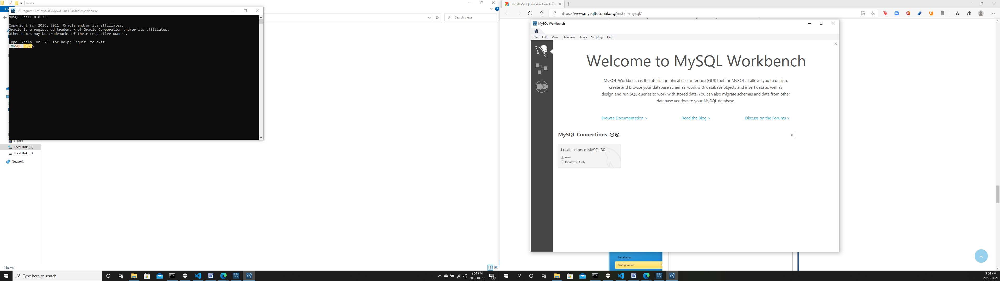 views
File
C:\Program Files\MySQL\MySQL Shell 8.0\bin\mysqlsh.exe
MySQL Shell 8.0.23
Copyright (c) 2016, 2021, Oracle and/or its affiliates.
Oracle is a registered trademark of Oracle Corporation and/or its affiliates.
Other names may be trademarks of their respective owners.
Type '\help' or '\?' for help; '\quit' to exit.
MySQL JS >
Search views
Videos
Local Disk (C:)
Local Disk (F:)
Network
4 items
Type here to search
9:54 PM
2021-01-21
4
Install MySQL on Windows Using
https://www.mysqltutorial.org/install-mysql/
MySQL Workbench
File Edit View Database Tools Scripting Help
Welcome to MySQL Workbench
MySQL Workbench is the official graphical user interface (GUI) tool for MySQL. It allows you to design,
create and browse your database schemas, work with database objects and insert data as well as
design and run SQL queries to work with stored data. You can also migrate schemas and data from other
database vendors to your MySQL database.
Browse Documentation > Read the Blog > Discuss on the Forums >
MySQL Connections
Local instance MySQL80
root
localhost:3306
Installation
Configuration
9:54 PM
2021-01-21